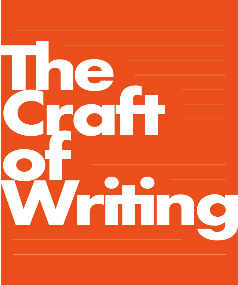 The
Craft
of
Writing